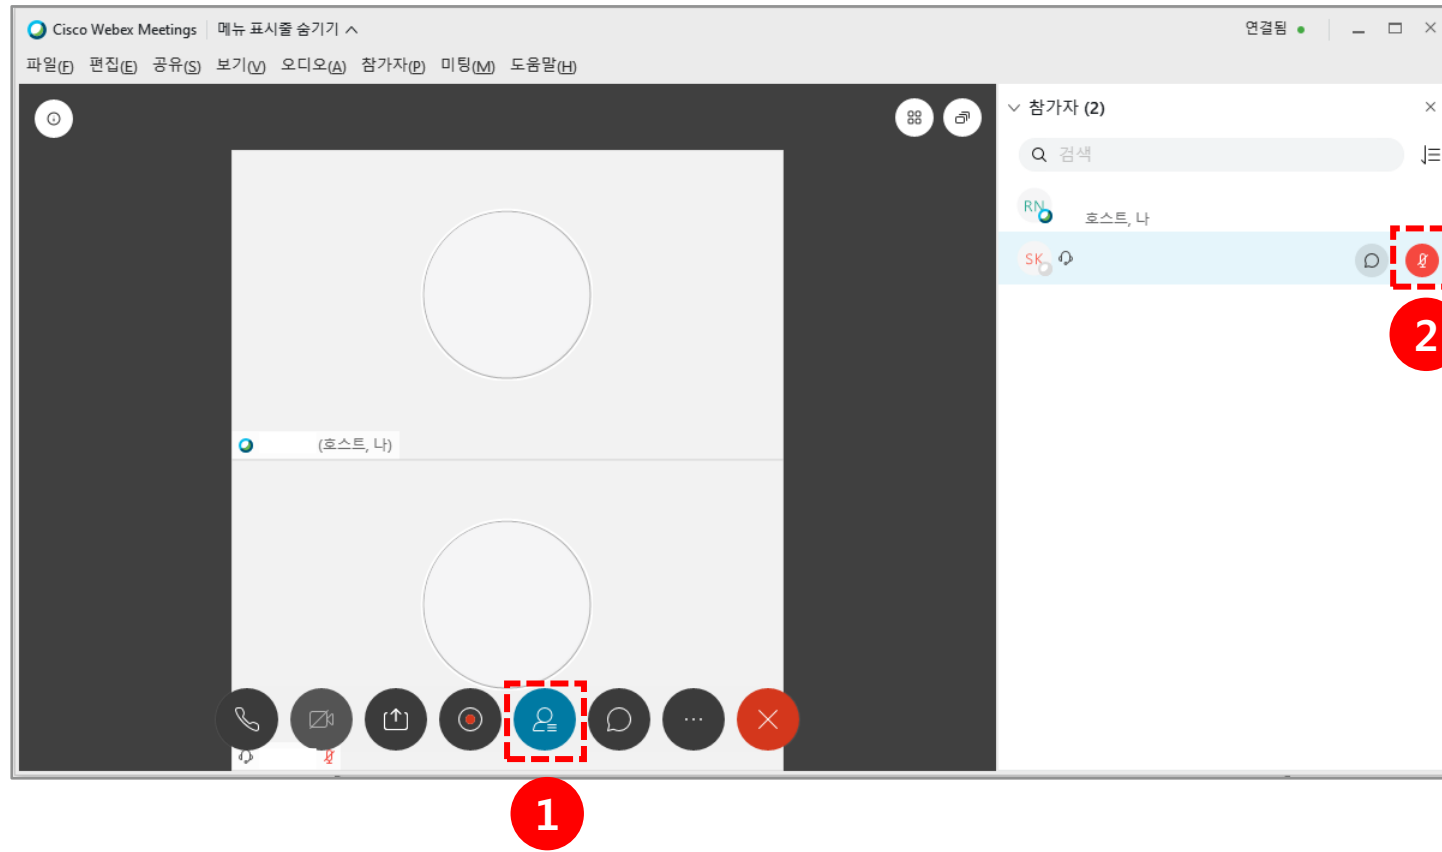 Cisco Webex Meetings 메뉴 표시줄 숨기기 연결됨
파일(F) 편집(E) 공유(S) 보기(V) 오디오(A) 참가자(P) 미팅(M) 도움말(H)
참가자 (2)
검색
RN
호스트, 나
SK
2
(호스트, 나)
1